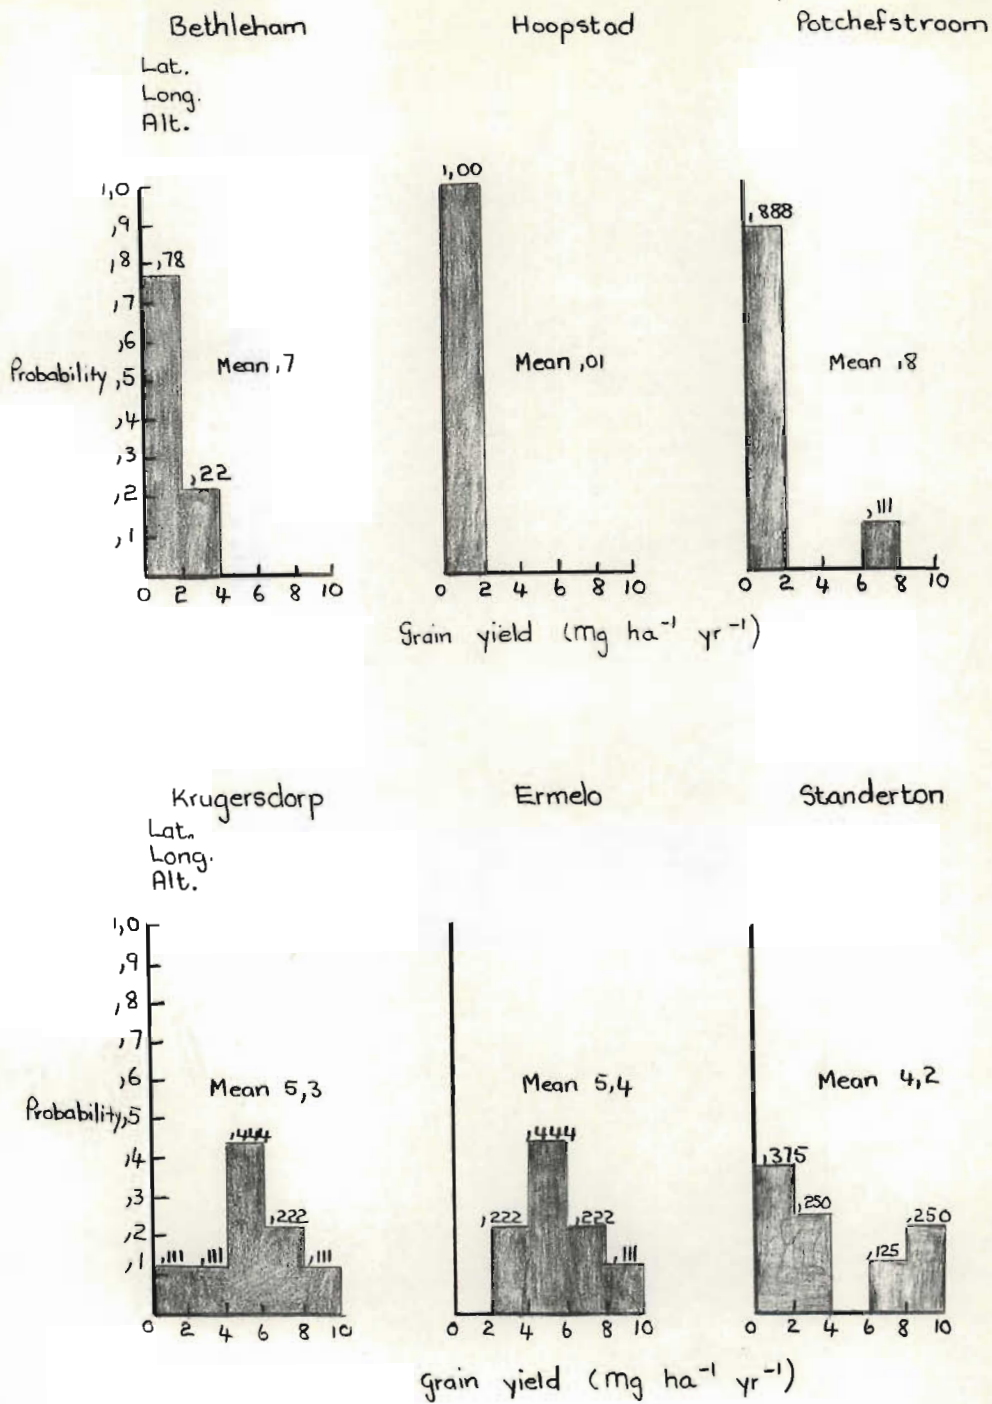 Bethleham
Hoopstad
Potchefstroom
Lat.
Long.
Alt.
1,0
,9
,8
,7
,6
Probability ,5
,4
,3
,2
,1
,78
,22
Mean ,7
0 2 4 6 8 10
1,00
Mean ,01
0 2 4 6 8 10
,888
,111
Mean ,8
0 2 4 6 8 10
Grain yield (Mg ha⁻¹ yr⁻¹)
Krugersdorp
Ermelo
Standerton
Lat.
Long.
Alt.
1,0
,9
,8
,7
,6
Probability,5
,4
,3
,2
,1
Mean 5,3
,111 ,111 ,444 ,222 ,111
0 2 4 6 8 10
Mean 5,4
,222 ,444 ,222 ,111
0 2 4 6 8 10
Mean 4,2
,375 ,250 ,125 ,250
0 2 4 6 8 10
Grain yield (Mg ha⁻¹ yr⁻¹)